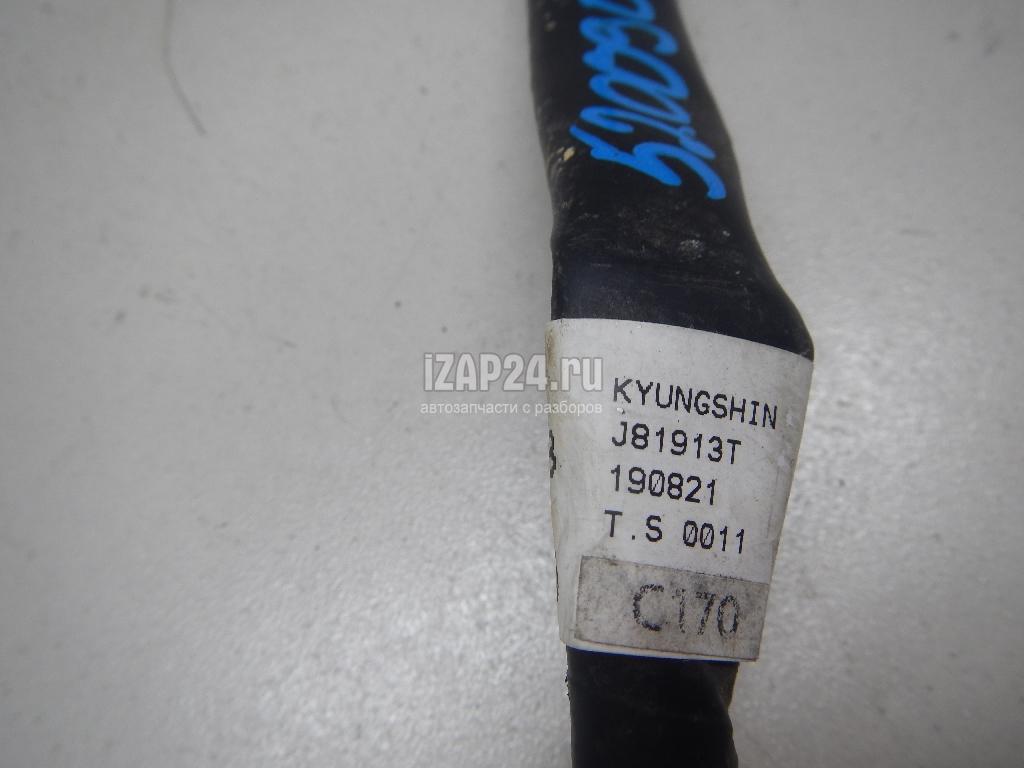 iZAP24.ru
автозапчасти с разборов
KYUNGSHIN
J81913T
190821
T.S 0011
C170